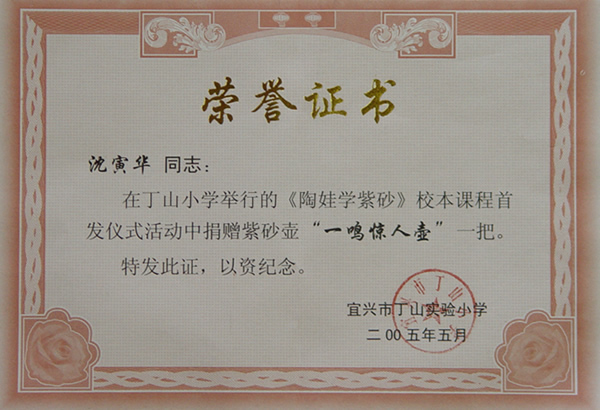 荣誉证书
沈寅华 同志：
在丁山小学举行的《陶娃学紫砂》校本课程首
发仪式活动中捐赠紫砂壶“一鸣惊人壶”一把。
特发此证，以资纪念。
宜兴市丁山实验小学
二00五年五月